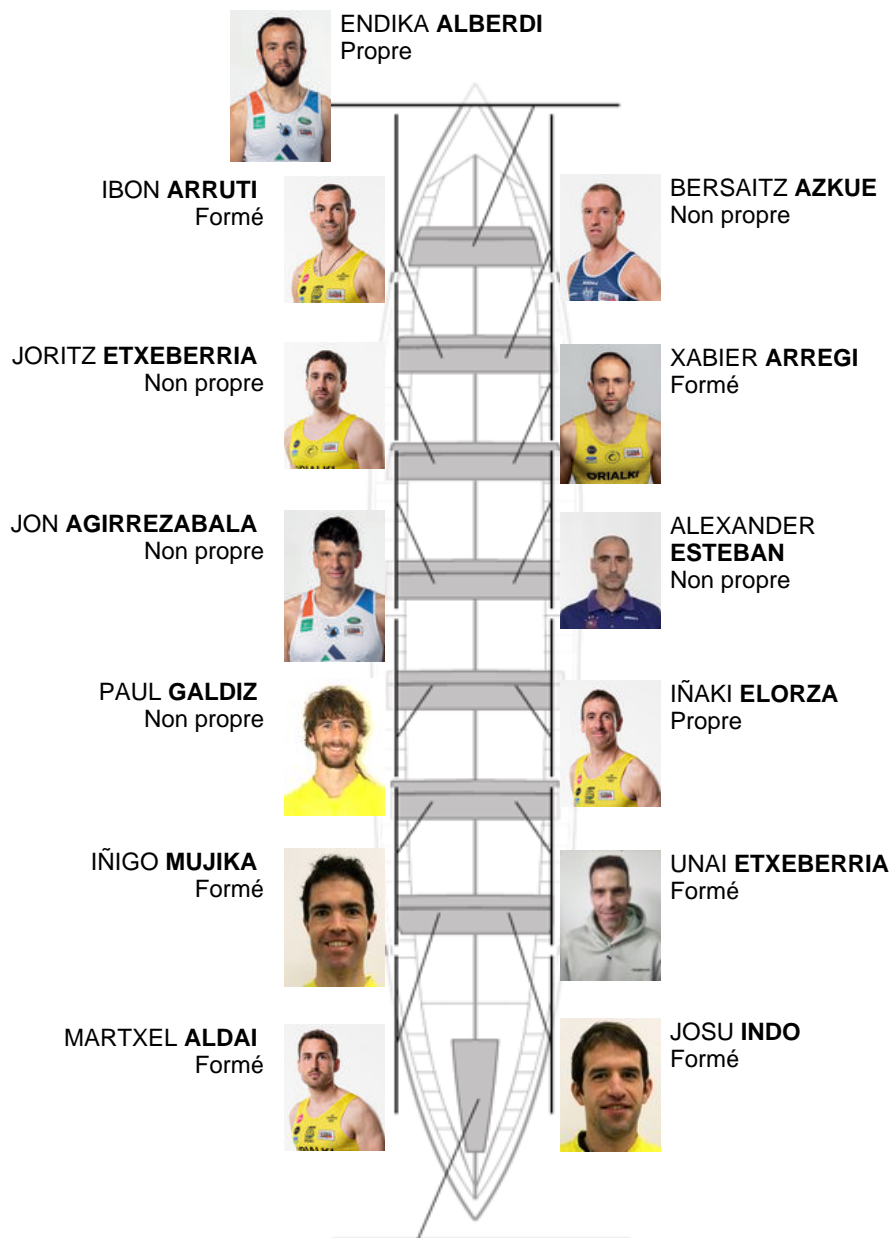 ENDIKA ALBERDI
Propre
IBON ARRUTI
Formé
BERSAITZ AZKUE
Non propre
JORITZ ETXEBERRIA
Non propre
XABIER ARREGI
Formé
ORIALKI
JON AGIRREZABALA
Non propre
ALEXANDER
ESTEBAN
Non propre
PAUL GALDIZ
Non propre
IÑAKI ELORZA
Propre
IÑIGO MUJIKA
Formé
UNAI ETXEBERRIA
Formé
MARTXEL ALDAI
Formé
JOSU INDO
Formé